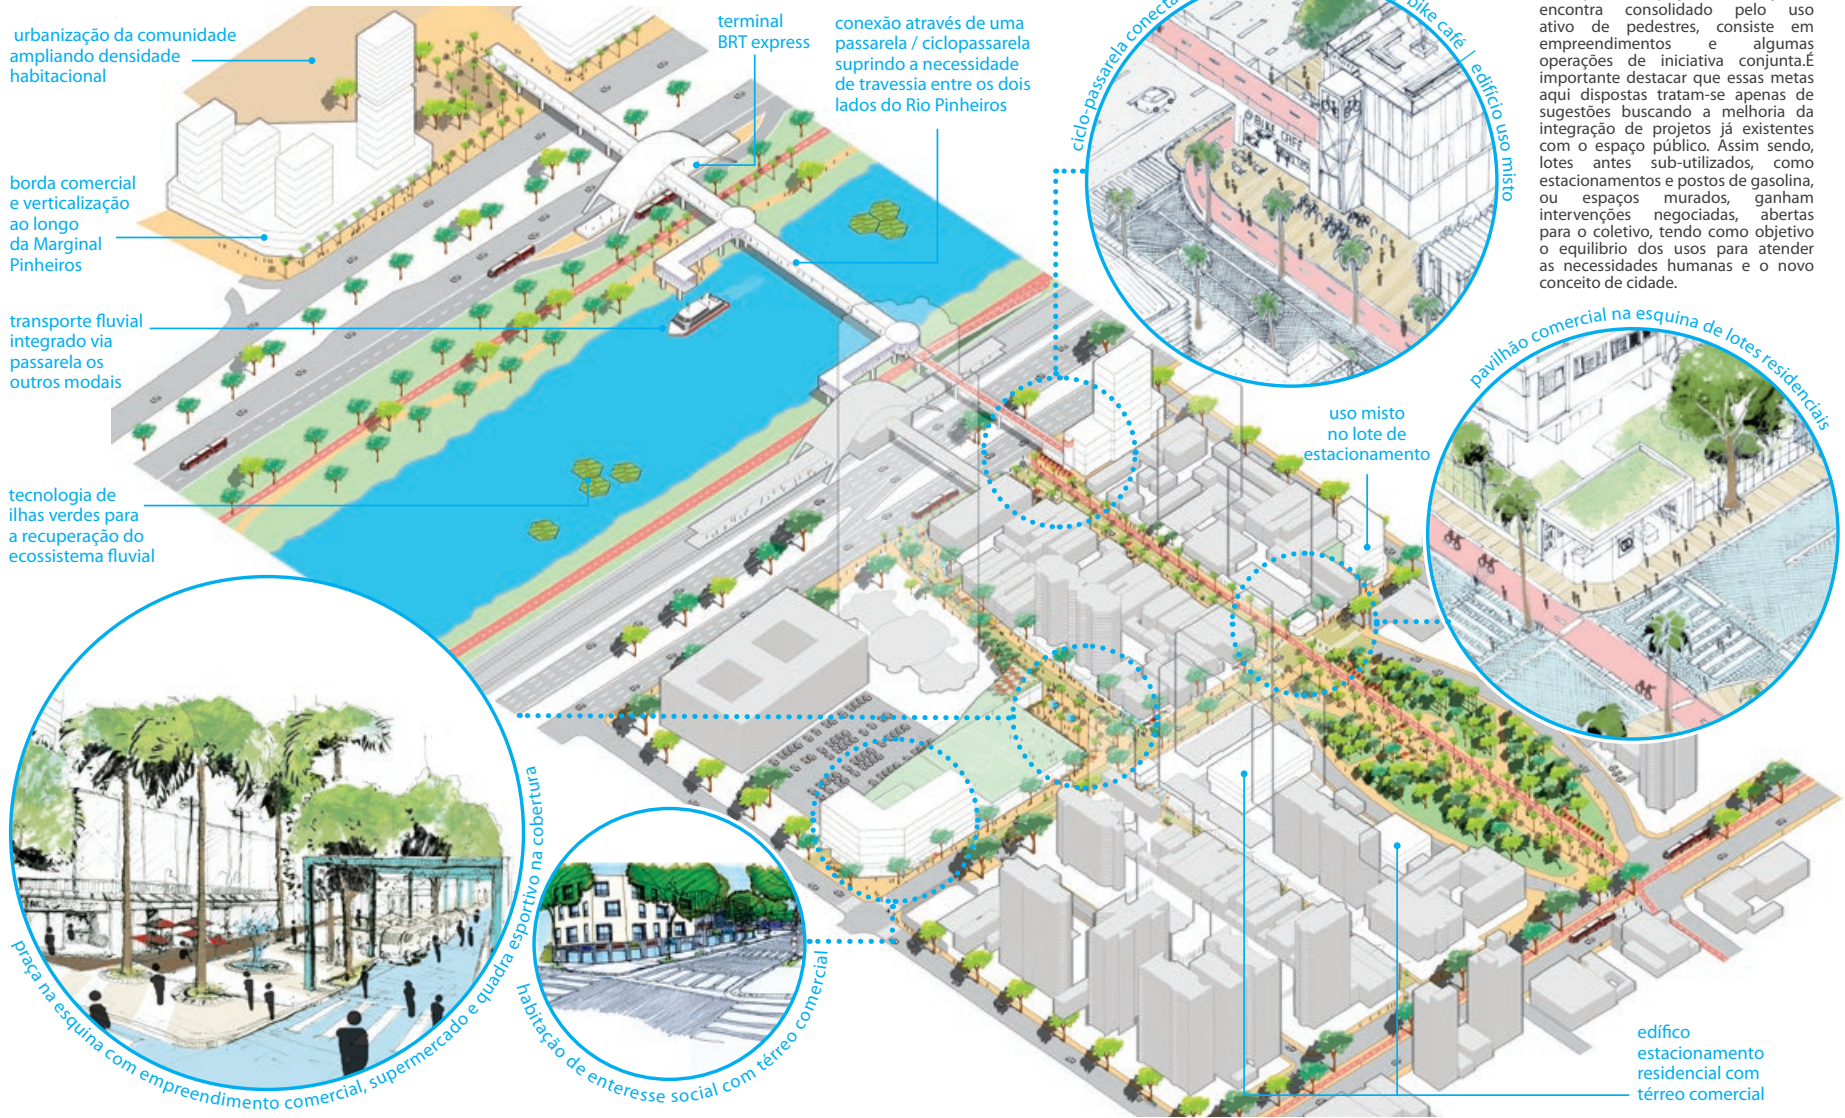 urbanização da comunidade
ampliando densidade
habitacional
terminal
BRT express
conexão através de uma
passarela / ciclopassarela
suprindo a necessidade
de travessia entre os dois
lados do Rio Pinheiros
borda comercial
e verticalização
ao longo
da Marginal
Pinheiros
transporte fluvial
integrado via
passarela os
outros modais
tecnologia de
ilhas verdes para
a recuperação do
ecossistema fluvial
ciclo-passarela conecta
bike café | edifício uso misto
BIKE CAFÉ
encontra consolidado pelo uso
ativo de pedestres, consiste em
empreendimentos e algumas
operações de iniciativa conjunta.É
importante destacar que essas metas
aqui dispostas tratam-se apenas de
sugestões buscando a melhoria da
integração de projetos já existentes
com o espaço público. Assim sendo,
lotes antes sub-utilizados, como
estacionamentos e postos de gasolina,
ou espaços murados, ganham
intervenções negociadas, abertas
para o coletivo, tendo como objetivo
o equilibrio dos usos para atender
as necessidades humanas e o novo
conceito de cidade.
pavilhão comercial na esquina de lotes residenciais
uso misto
no lote de
estacionamento
praça na esquina com empreendimento comercial, supermercado e quadra esportivo na cobertura
habitação de enteresse social com térreo comercial
edífico
estacionamento
residencial com
térreo comercial